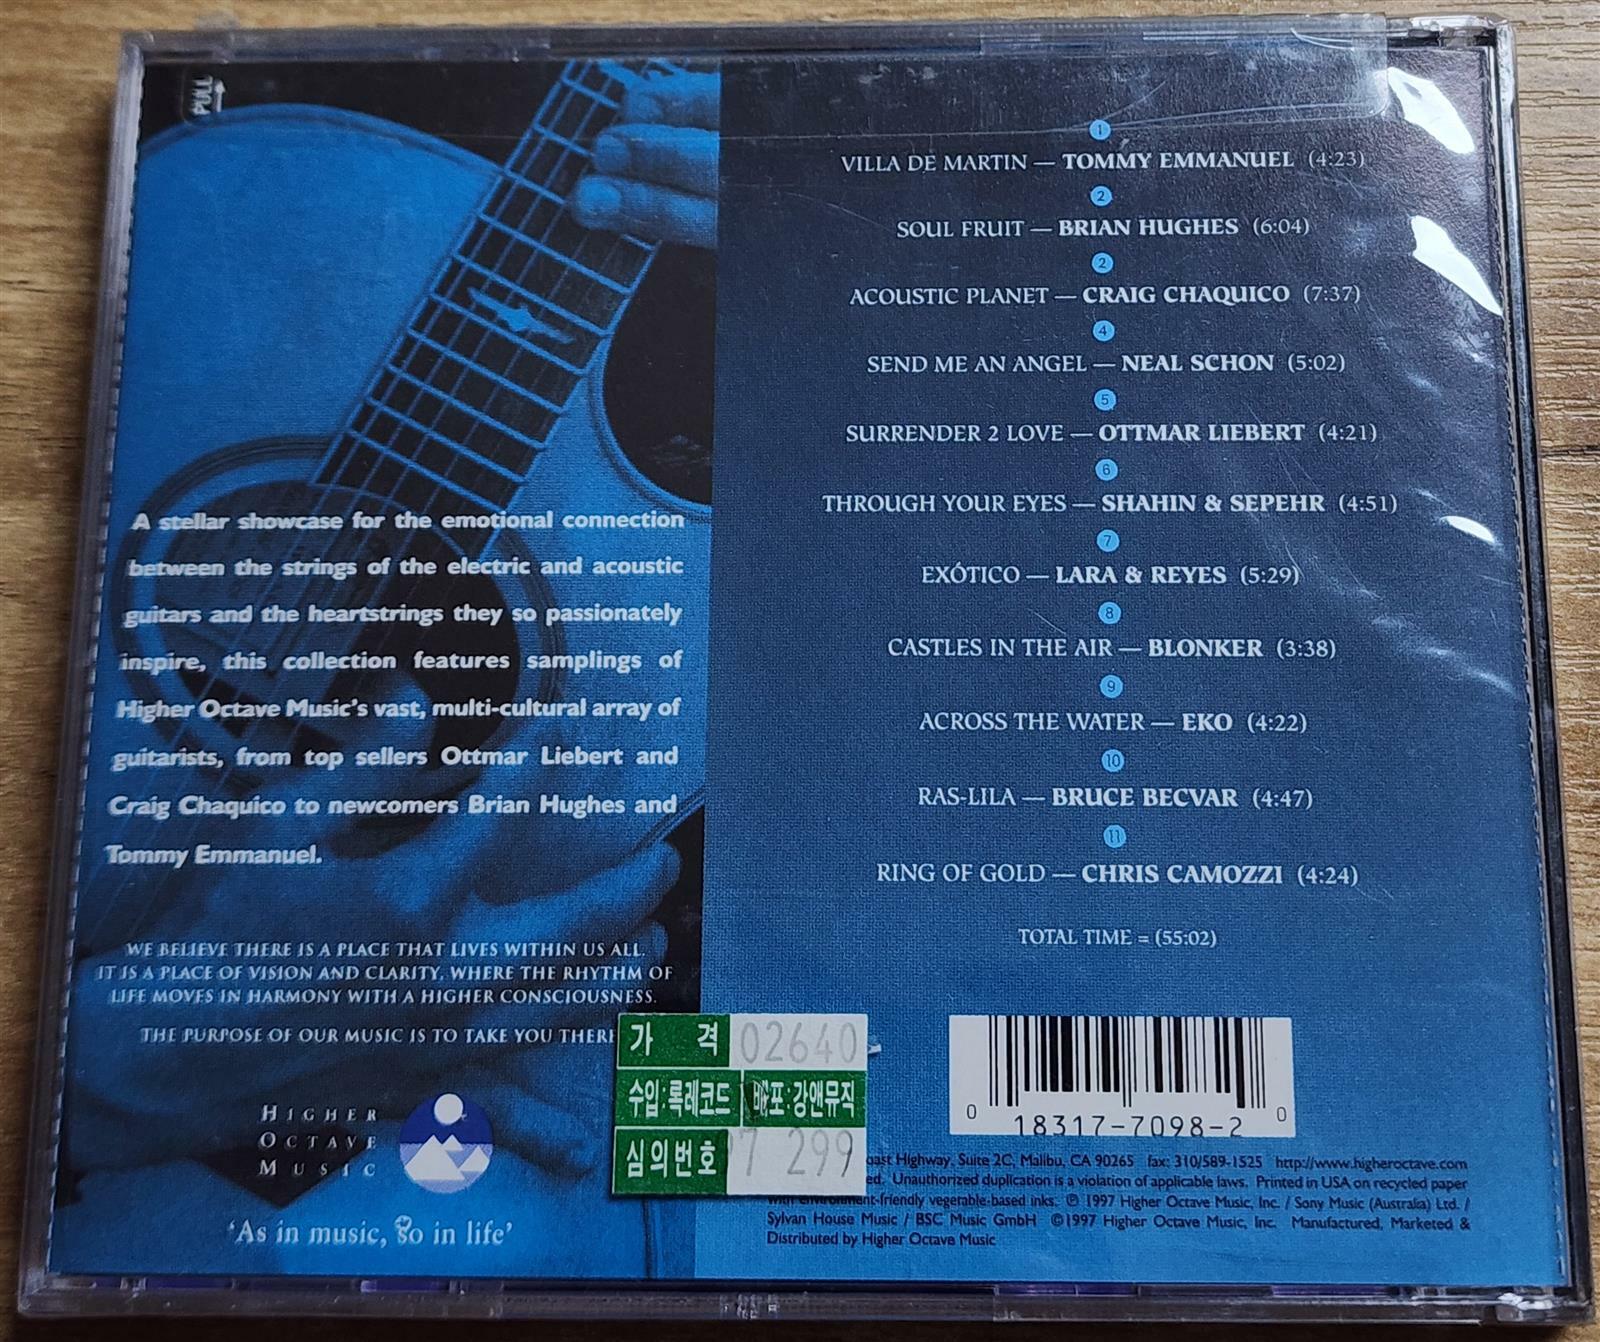 PULL
A stellar showcase for the emotional connection
between the strings of the electric and acoustic
guitars and the heartstrings they so passionately
inspire, this collection features samplings of
Higher Octave Music's vast, multi-cultural array of
guitarists, from top sellers Ottmar Liebert and
Craig Chaquico to newcomers Brian Hughes and
Tommy Emmanuel.
WE BELIEVE THERE IS A PLACE THAT LIVES WITHIN US ALL.
IT IS A PLACE OF VISION AND CLARITY, WHERE THE RHYTHM OF
LIFE MOVES IN HARMONY WITH A HIGHER CONSCIOUSNESS.
THE PURPOSE OF OUR MUSIC IS TO TAKE YOU THERE
HIGHER
OCTAVE
MUSIC
'As in music, so in life'
1
VILLA DE MARTIN — TOMMY EMMANUEL (4:23)
2
SOUL FRUIT — BRIAN HUGHES (6:04)
2
ACOUSTIC PLANET — CRAIG CHAQUICO (7:37)
4
SEND ME AN ANGEL — NEAL SCHON (5:02)
5
SURRENDER 2 LOVE — OTTMAR LIEBERT (4:21)
6
THROUGH YOUR EYES — SHAHIN & SEPEHR (4:51)
7
EXÓTICO — LARA & REYES (5:29)
8
CASTLES IN THE AIR — BLONKER (3:38)
9
ACROSS THE WATER — EKO (4:22)
10
RAS-LILA — BRUCE BECVAR (4:47)
11
RING OF GOLD — CHRIS CAMOZZI (4:24)
TOTAL TIME = (55:02)
가 격 02640
수입:록레코드 배포:강앤뮤직
심의번호 97 299
0 18317-7098-2 0
Highway, Suite 2C, Malibu, CA 90265 fax: 310/589-1525 http://www.higheroctave.com
Unauthorized duplication is a violation of applicable laws. Printed in USA on recycled paper
with environment-friendly vegetable-based inks. ℗ 1997 Higher Octave Music, Inc. / Sony Music (Australia) Ltd. /
Sylvan House Music / BSC Music GmbH ©1997 Higher Octave Music, Inc. Manufactured, Marketed &
Distributed by Higher Octave Music